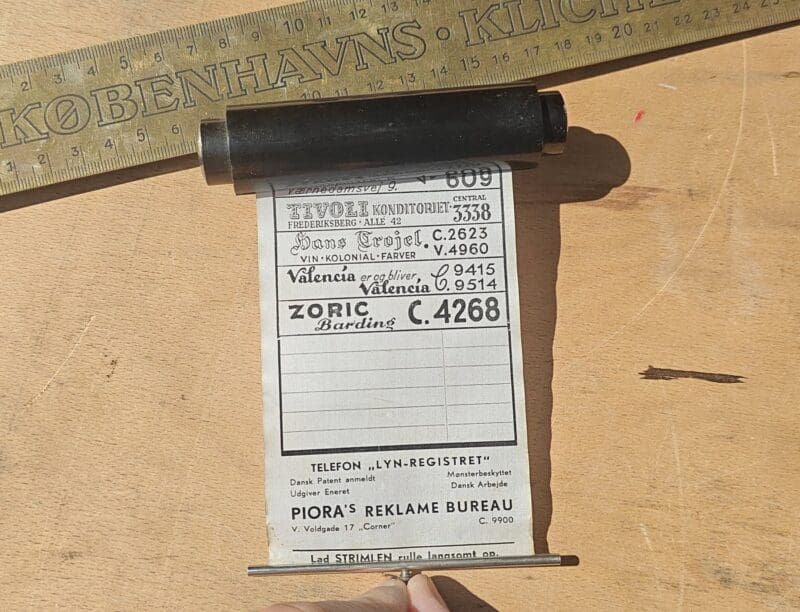 KØBENHAVNS • KLICHE
Værnedamsvej 9. V. 609
TIVOLI KONDITORIET CENTRAL 3338
FREDERIKSBERG · ALLE 42
Hans Trojel. C.2623
VIN · KOLONIAL · FARVER V.4960
Valencia er og bliver C. 9415
Valencia C. 9514
ZORIC C. 4268
Barding
TELEFON „LYN-REGISTRET"
Dansk Patent anmeldt Mønsterbeskyttet
Udgiver Eneret Dansk Arbejde
PIORA'S REKLAME BUREAU
V. Voldgade 17 „Corner" C. 9900
Lad STRIMLEN rulle langsomt op.